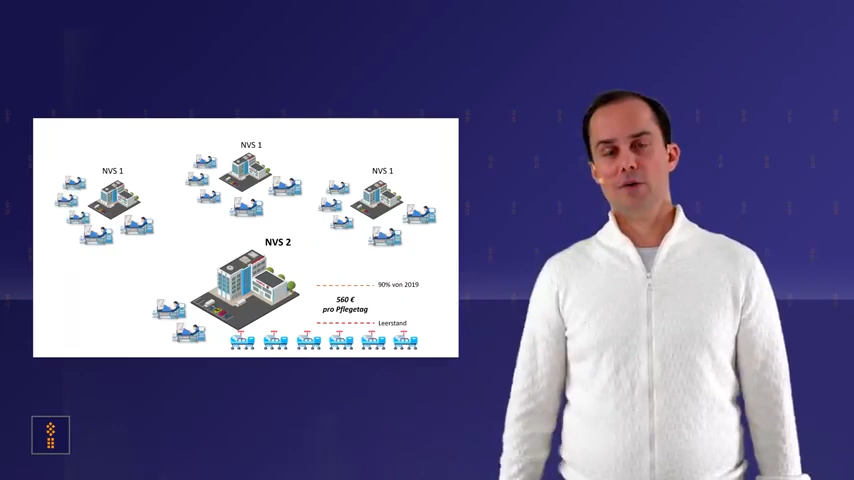 NVS 1
NVS 1
NVS 1
NVS 2
90% von 2019
560 €
pro Pflegetag
Leerstand